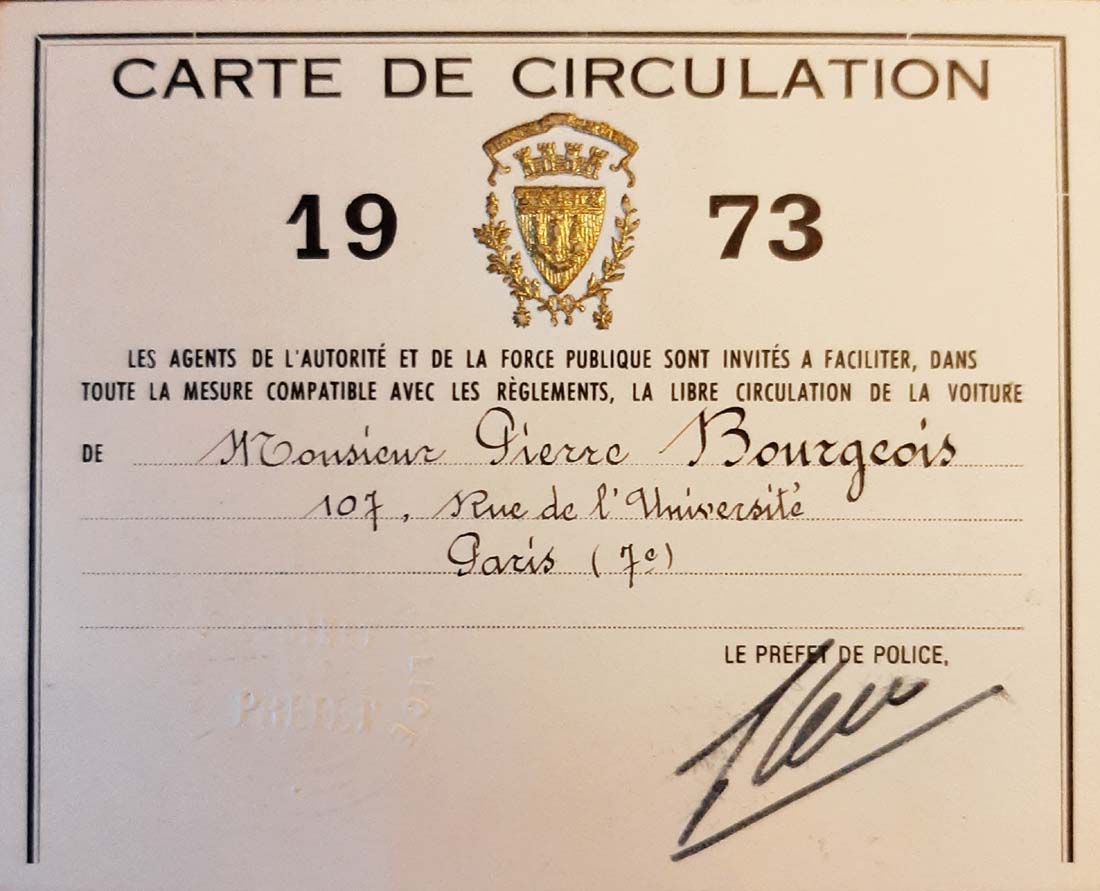 CARTE DE CIRCULATION
19 73
LES AGENTS DE L'AUTORITÉ ET DE LA FORCE PUBLIQUE SONT INVITÉS A FACILITER, DANS
TOUTE LA MESURE COMPATIBLE AVEC LES RÈGLEMENTS, LA LIBRE CIRCULATION DE LA VOITURE
DE Monsieur Pierre Bourgeois
107, Rue de l'Université
Paris (7e)
LE PRÉFET DE POLICE,